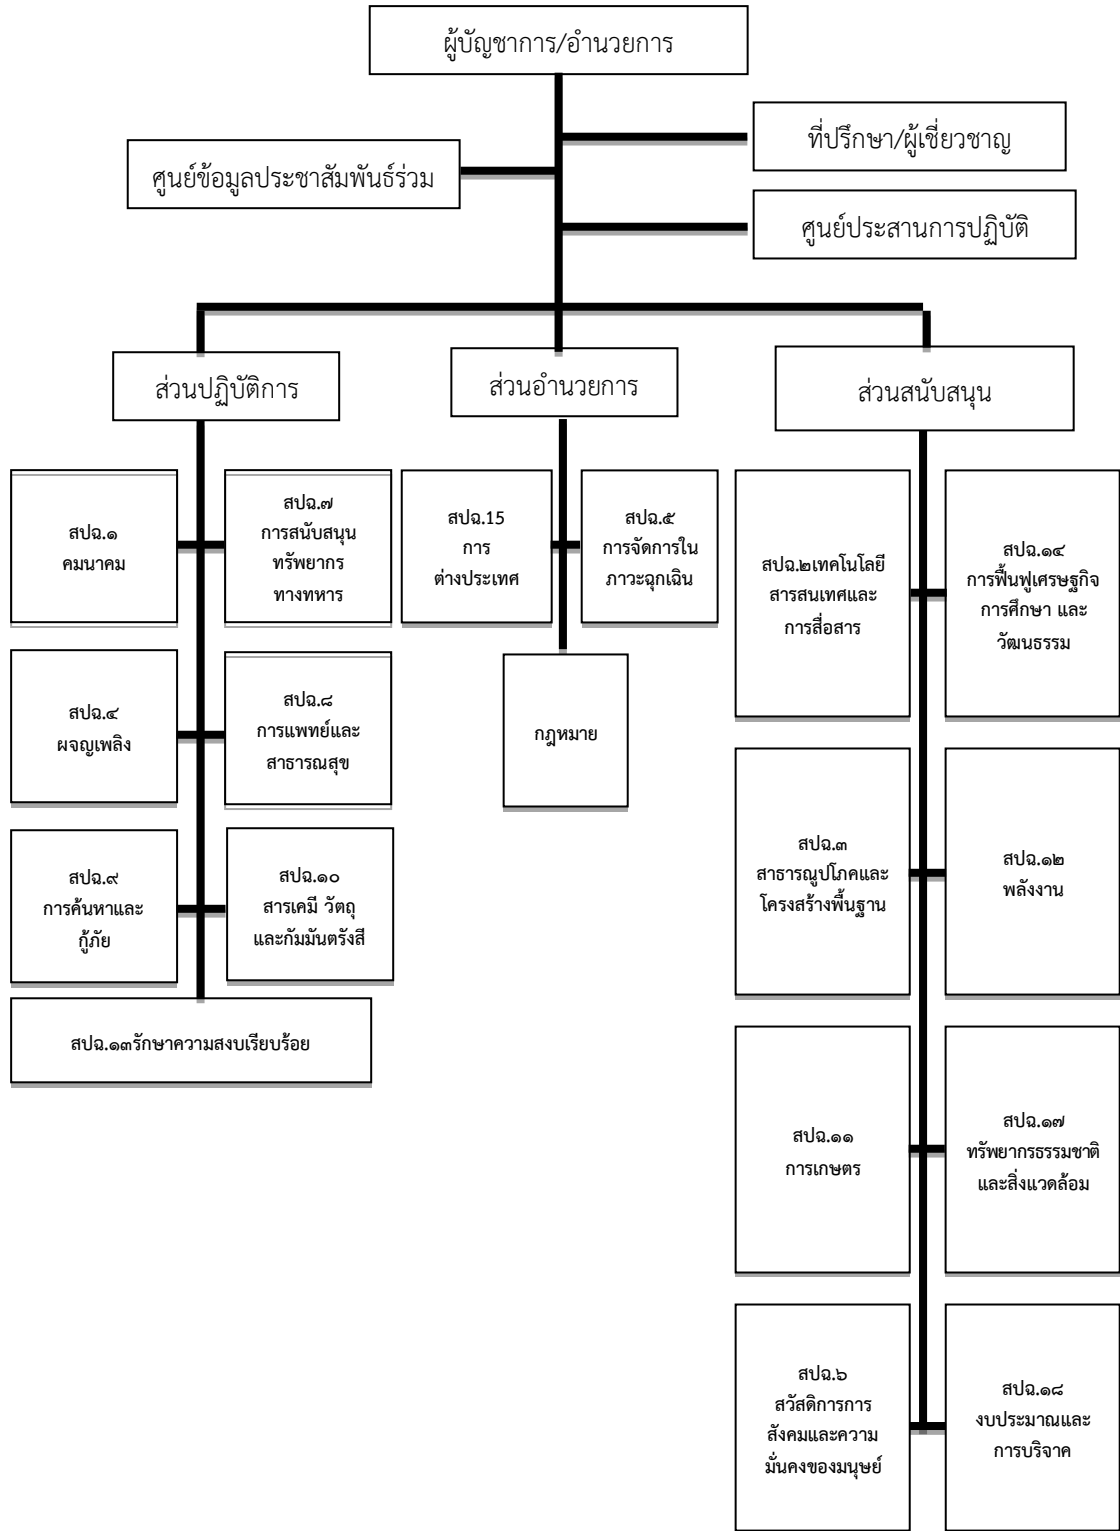 ผู้บัญชาการ/อำนวยการ
ที่ปรึกษา/ผู้เชี่ยวชาญ
ศูนย์ข้อมูลประชาสัมพันธ์ร่วม
ศูนย์ประสานการปฏิบัติ
ส่วนปฏิบัติการ
ส่วนอำนวยการ
ส่วนสนับสนุน
สปฉ.๑
คมนาคม
สปฉ.๗
การสนับสนุน
ทรัพยากร
ทางทหาร
สปฉ.๔
ผจญเพลิง
สปฉ.๘
การแพทย์และ
สาธารณสุข
สปฉ.๙
การค้นหาและ
กู้ภัย
สปฉ.๑๐
สารเคมี วัตถุ
และกัมมันตรังสี
สปฉ.๑๓รักษาความสงบเรียบร้อย
สปฉ.15
การ
ต่างประเทศ
สปฉ.๕
การจัดการใน
ภาวะฉุกเฉิน
กฎหมาย
สปฉ.๒เทคโนโลยี
สารสนเทศและ
การสื่อสาร
สปฉ.๑๔
การฟื้นฟูเศรษฐกิจ
การศึกษา และ
วัฒนธรรม
สปฉ.๓
สาธารณูปโภคและ
โครงสร้างพื้นฐาน
สปฉ.๑๒
พลังงาน
สปฉ.๑๑
การเกษตร
สปฉ.๑๗
ทรัพยากรธรรมชาติ
และสิ่งแวดล้อม
สปฉ.๖
สวัสดิการการ
สังคมและความ
มั่นคงของมนุษย์
สปฉ.๑๘
งบประมาณและ
การบริจาค